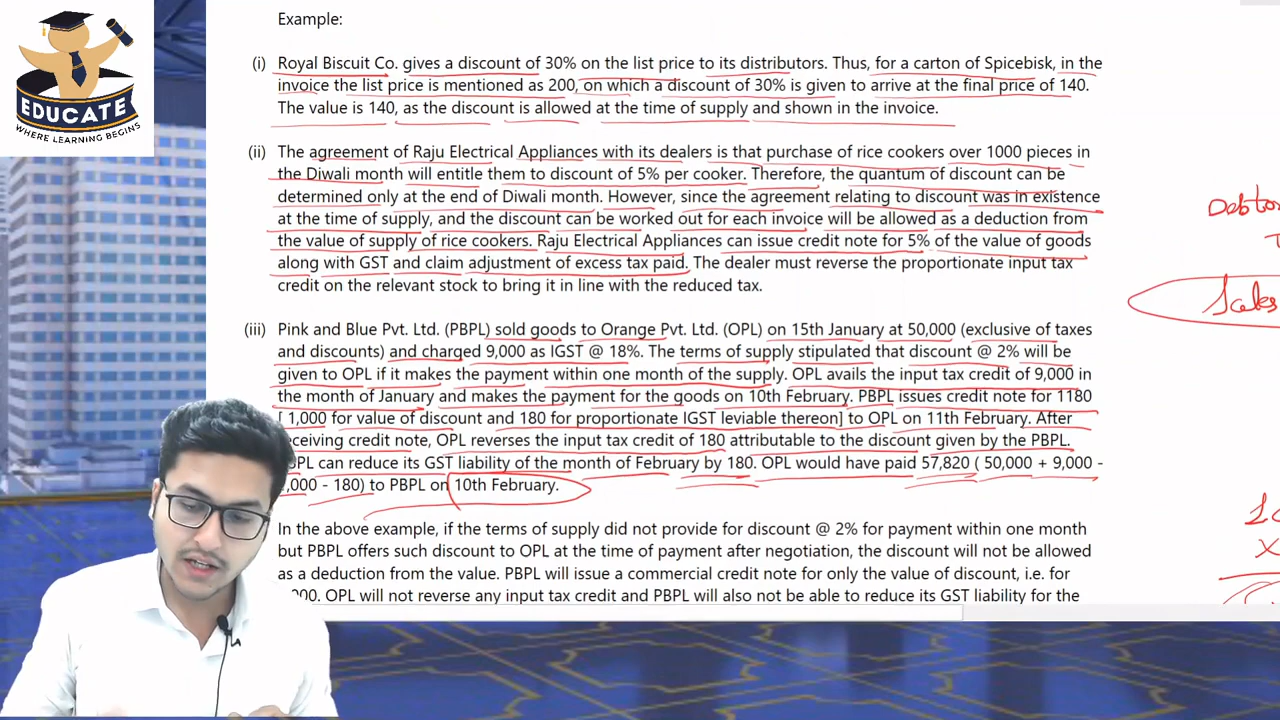 EDUCATE
WHERE LEARNING BEGINS
Example:
(i) Royal Biscuit Co. gives a discount of 30% on the list price to its distributors. Thus, for a carton of Spicebisk, in the
invoice the list price is mentioned as 200, on which a discount of 30% is given to arrive at the final price of 140.
The value is 140, as the discount is allowed at the time of supply and shown in the invoice.
(ii) The agreement of Raju Electrical Appliances with its dealers is that purchase of rice cookers over 1000 pieces in
the Diwali month will entitle them to discount of 5% per cooker. Therefore, the quantum of discount can be
determined only at the end of Diwali month. However, since the agreement relating to discount was in existence
at the time of supply, and the discount can be worked out for each invoice will be allowed as a deduction from
the value of supply of rice cookers. Raju Electrical Appliances can issue credit note for 5% of the value of goods
along with GST and claim adjustment of excess tax paid. The dealer must reverse the proportionate input tax
credit on the relevant stock to bring it in line with the reduced tax.
Debtor
Sales
(iii) Pink and Blue Pvt. Ltd. (PBPL) sold goods to Orange Pvt. Ltd. (OPL) on 15th January at 50,000 (exclusive of taxes
and discounts) and charged 9,000 as IGST @ 18%. The terms of supply stipulated that discount @ 2% will be
given to OPL if it makes the payment within one month of the supply. OPL avails the input tax credit of 9,000 in
the month of January and makes the payment for the goods on 10th February. PBPL issues credit note for 1180
[ 1,000 for value of discount and 180 for proportionate IGST leviable thereon] to OPL on 11th February. After
eceiving credit note, OPL reverses the input tax credit of 180 attributable to the discount given by the PBPL.
PL can reduce its GST liability of the month of February by 180. OPL would have paid 57,820 ( 50,000 + 9,000 -
,000 - 180) to PBPL on 10th February.
In the above example, if the terms of supply did not provide for discount @ 2% for payment within one month
but PBPL offers such discount to OPL at the time of payment after negotiation, the discount will not be allowed
as a deduction from the value. PBPL will issue a commercial credit note for only the value of discount, i.e. for
000. OPL will not reverse any input tax credit and PBPL will also not be able to reduce its GST liability for the